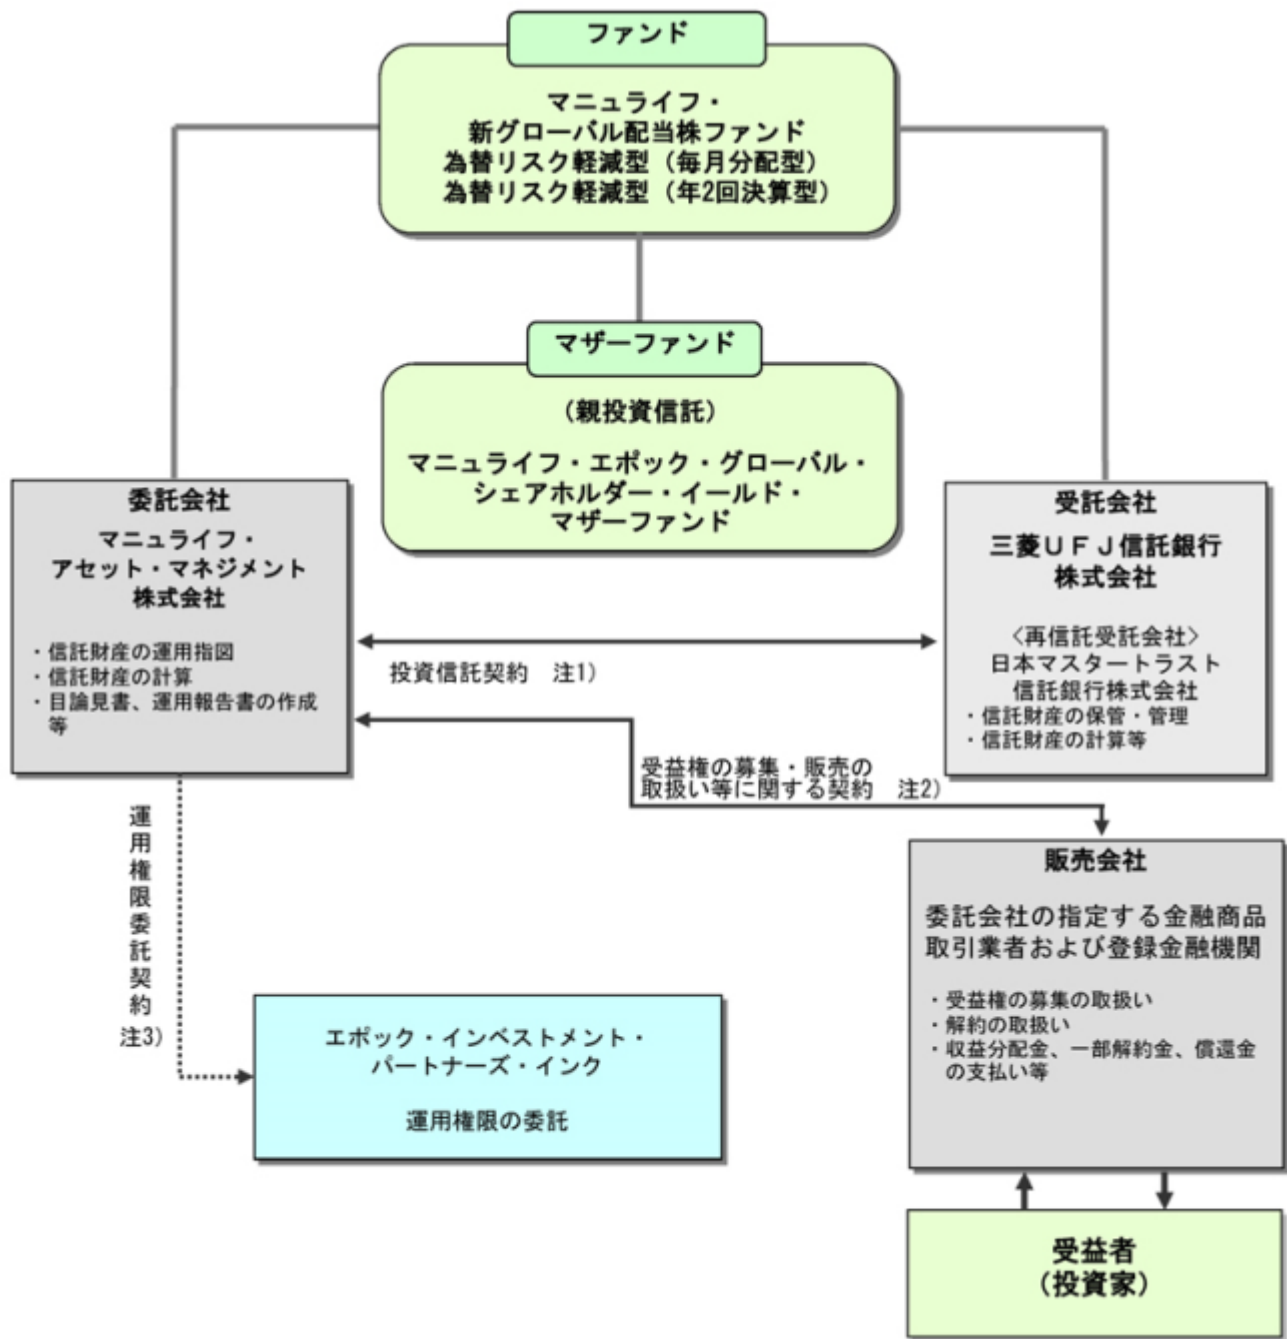 ファンド
マニュライフ・
新グローバル配当株ファンド
為替リスク軽減型（毎月分配型）
為替リスク軽減型（年2回決算型）
マザーファンド
（親投資信託）
マニュライフ・エポック・グローバル・
シェアホルダー・イールド・
マザーファンド
委託会社
マニュライフ・
アセット・マネジメント
株式会社
・信託財産の運用指図
・信託財産の計算
・目論見書、運用報告書の作成
等
受託会社
三菱ＵＦＪ信託銀行
株式会社
〈再信託受託会社〉
日本マスタートラスト
信託銀行株式会社
・信託財産の保管・管理
・信託財産の計算等
投資信託契約　注1）
受益権の募集・販売の
取扱い等に関する契約　注2）
運用権限委託契約
注3）
販売会社
委託会社の指定する金融商品
取引業者および登録金融機関
・受益権の募集の取扱い
・解約の取扱い
・収益分配金、一部解約金、償還金
の支払い等
エポック・インベストメント・
パートナーズ・インク
運用権限の委託
受益者
（投資家）